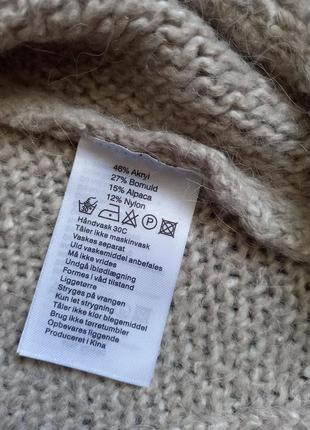 46% Akryl
27% Bomuld
15% Alpaca
12% Nylon
P
Håndvask 30C
Tåler ikke maskinvask
Vaskes separat
Uld vaskemiddel anbefales
Må ikke vrides
Undgå ibladlægning
Formes i våd tilstand
Liggetørre
Stryges på vrangen
Kun let strygning
Tåler ikke klor blegemiddel
Brug ikke tørretumbler
Opbevares liggende
Produceret i Kina